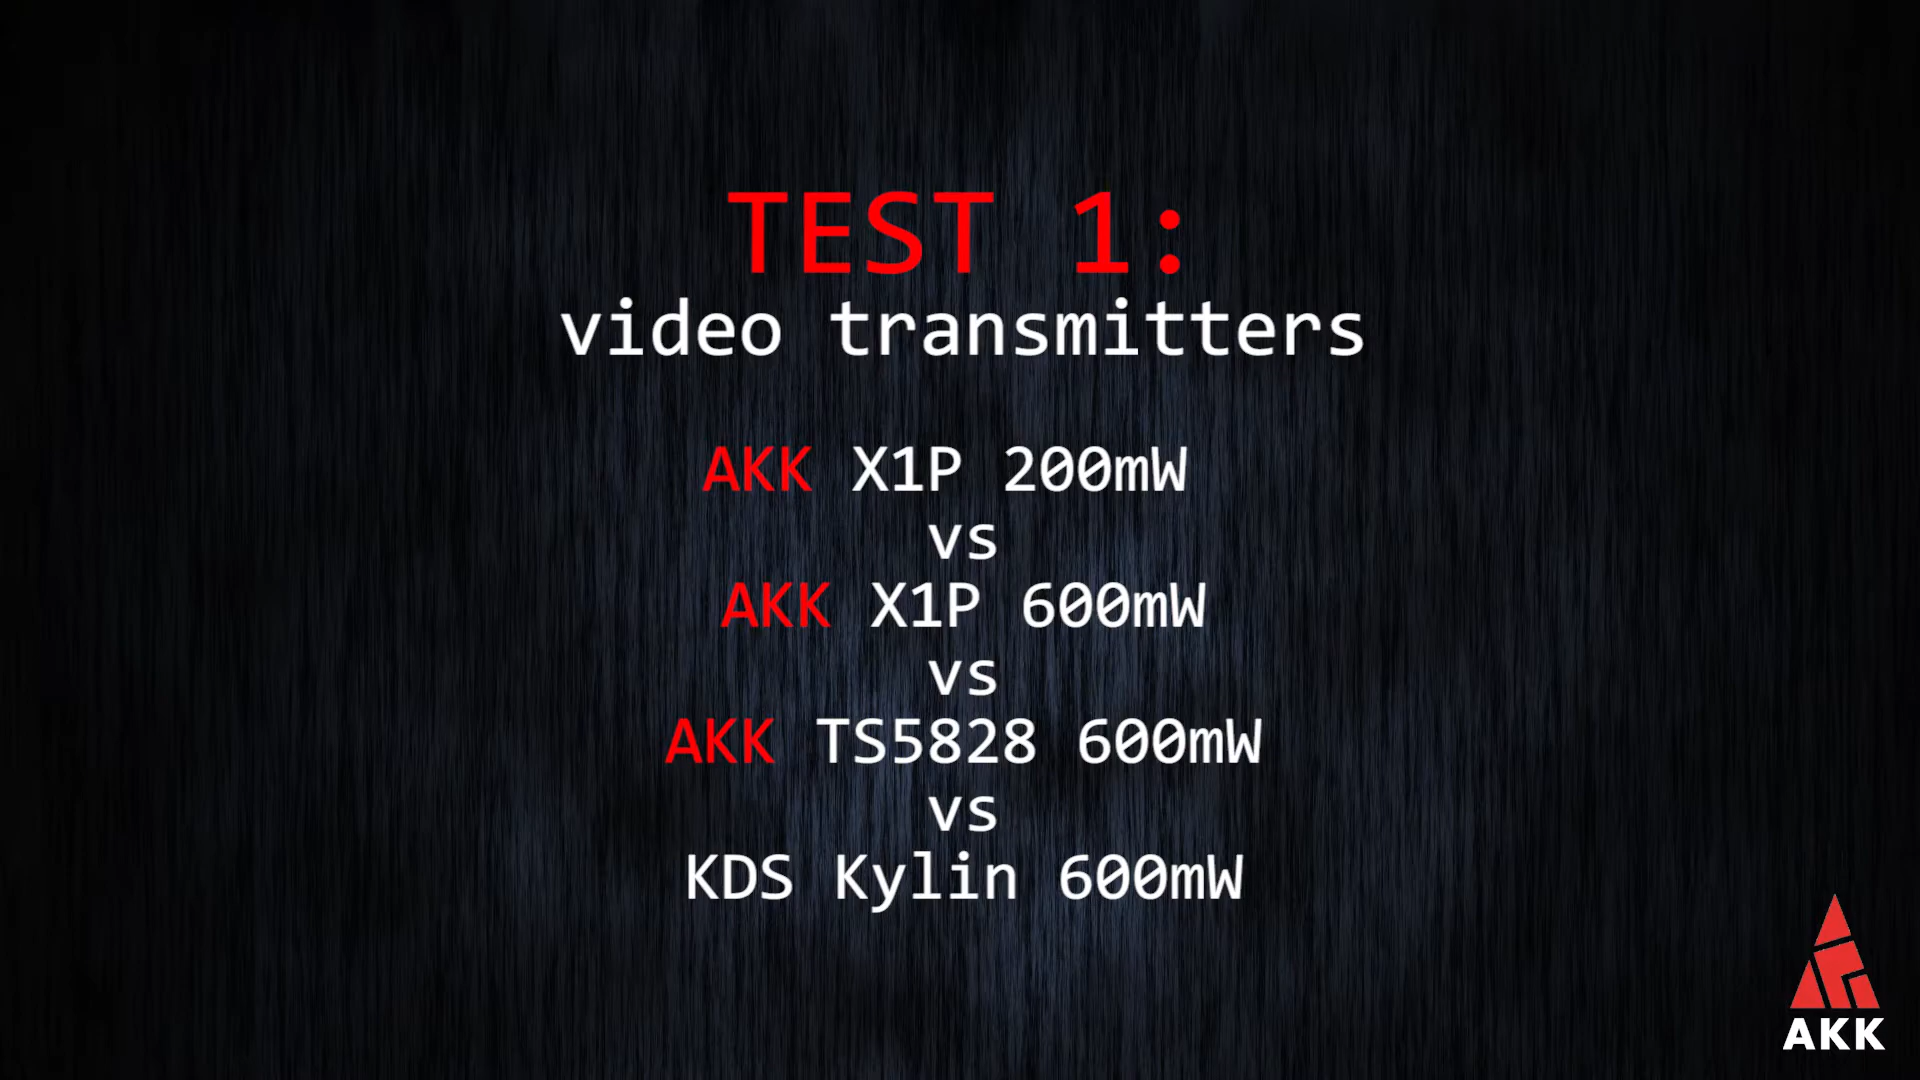 TEST 1:
video transmitters
AKK X1P 200mW
vs
AKK X1P 600mW
vs
AKK TS5828 600mW
vs
KDS Kylin 600mW
AKK